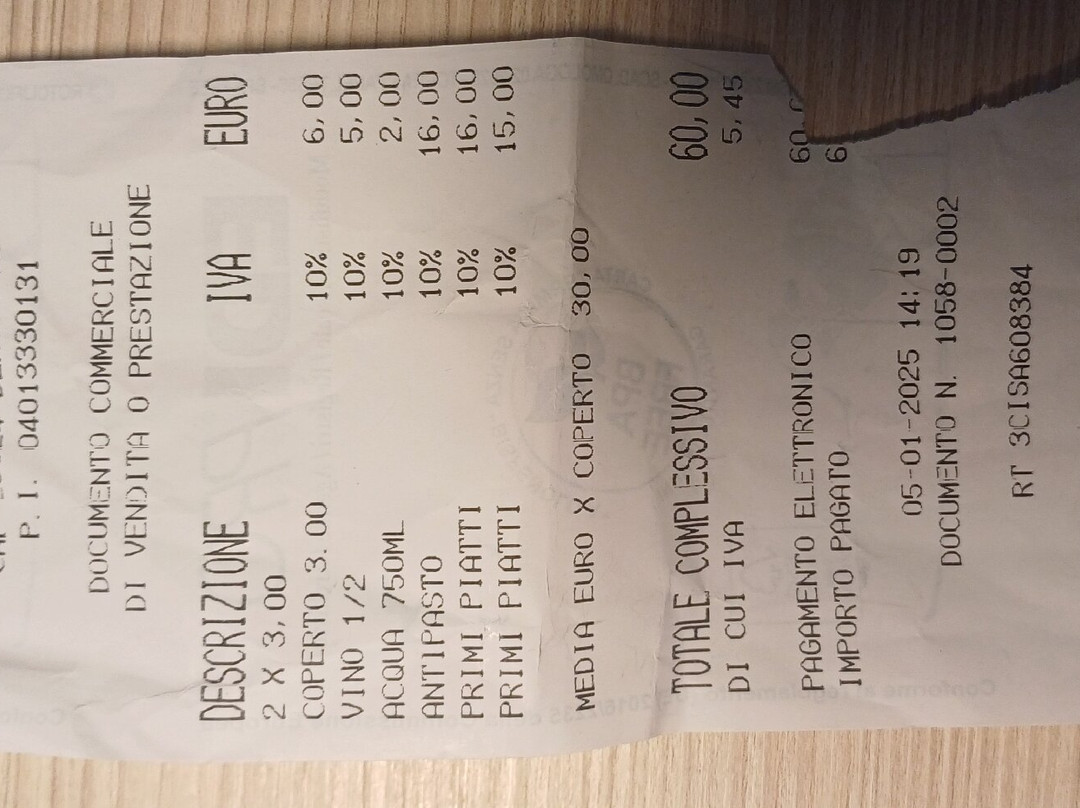 P. I. 04013330131
DOCUMENTO COMMERCIALE
DI VENDITA O PRESTAZIONE
DESCRIZIONE IVA EURO
2 X 3,00
COPERTO 3.00 10% 6,00
VINO 1/2 10% 5,00
ACQUA 750ML 10% 2,00
ANTIPASTO 10% 16,00
PRIMI PIATTI 10% 16,00
PRIMI PIATTI 10% 15,00
MEDIA EURO X COPERTO 30,00
TOTALE COMPLESSIVO 60,00
DI CUI IVA 5,45
PAGAMENTO ELETTRONICO 60,0
IMPORTO PAGATO 6
05-01-2025 14:19
DOCUMENTO N. 1058-0002
RT 3CISA608384